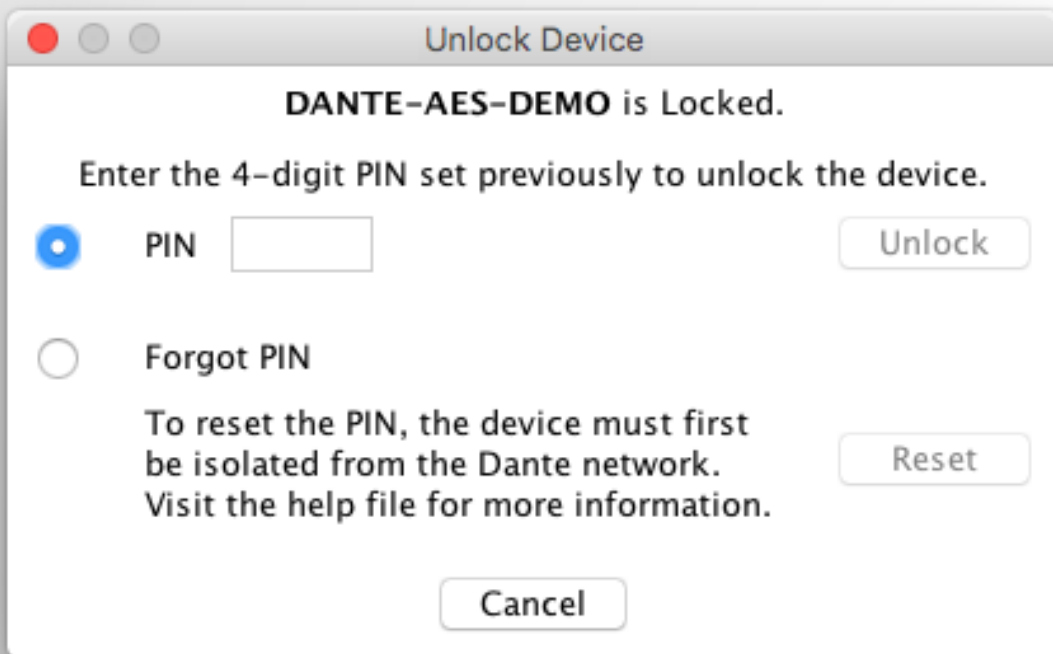 Unlock Device
DANTE-AES-DEMO is Locked.
Enter the 4-digit PIN set previously to unlock the device.
PIN
Unlock
Forgot PIN
To reset the PIN, the device must first
be isolated from the Dante network.
Visit the help file for more information.
Reset
Cancel